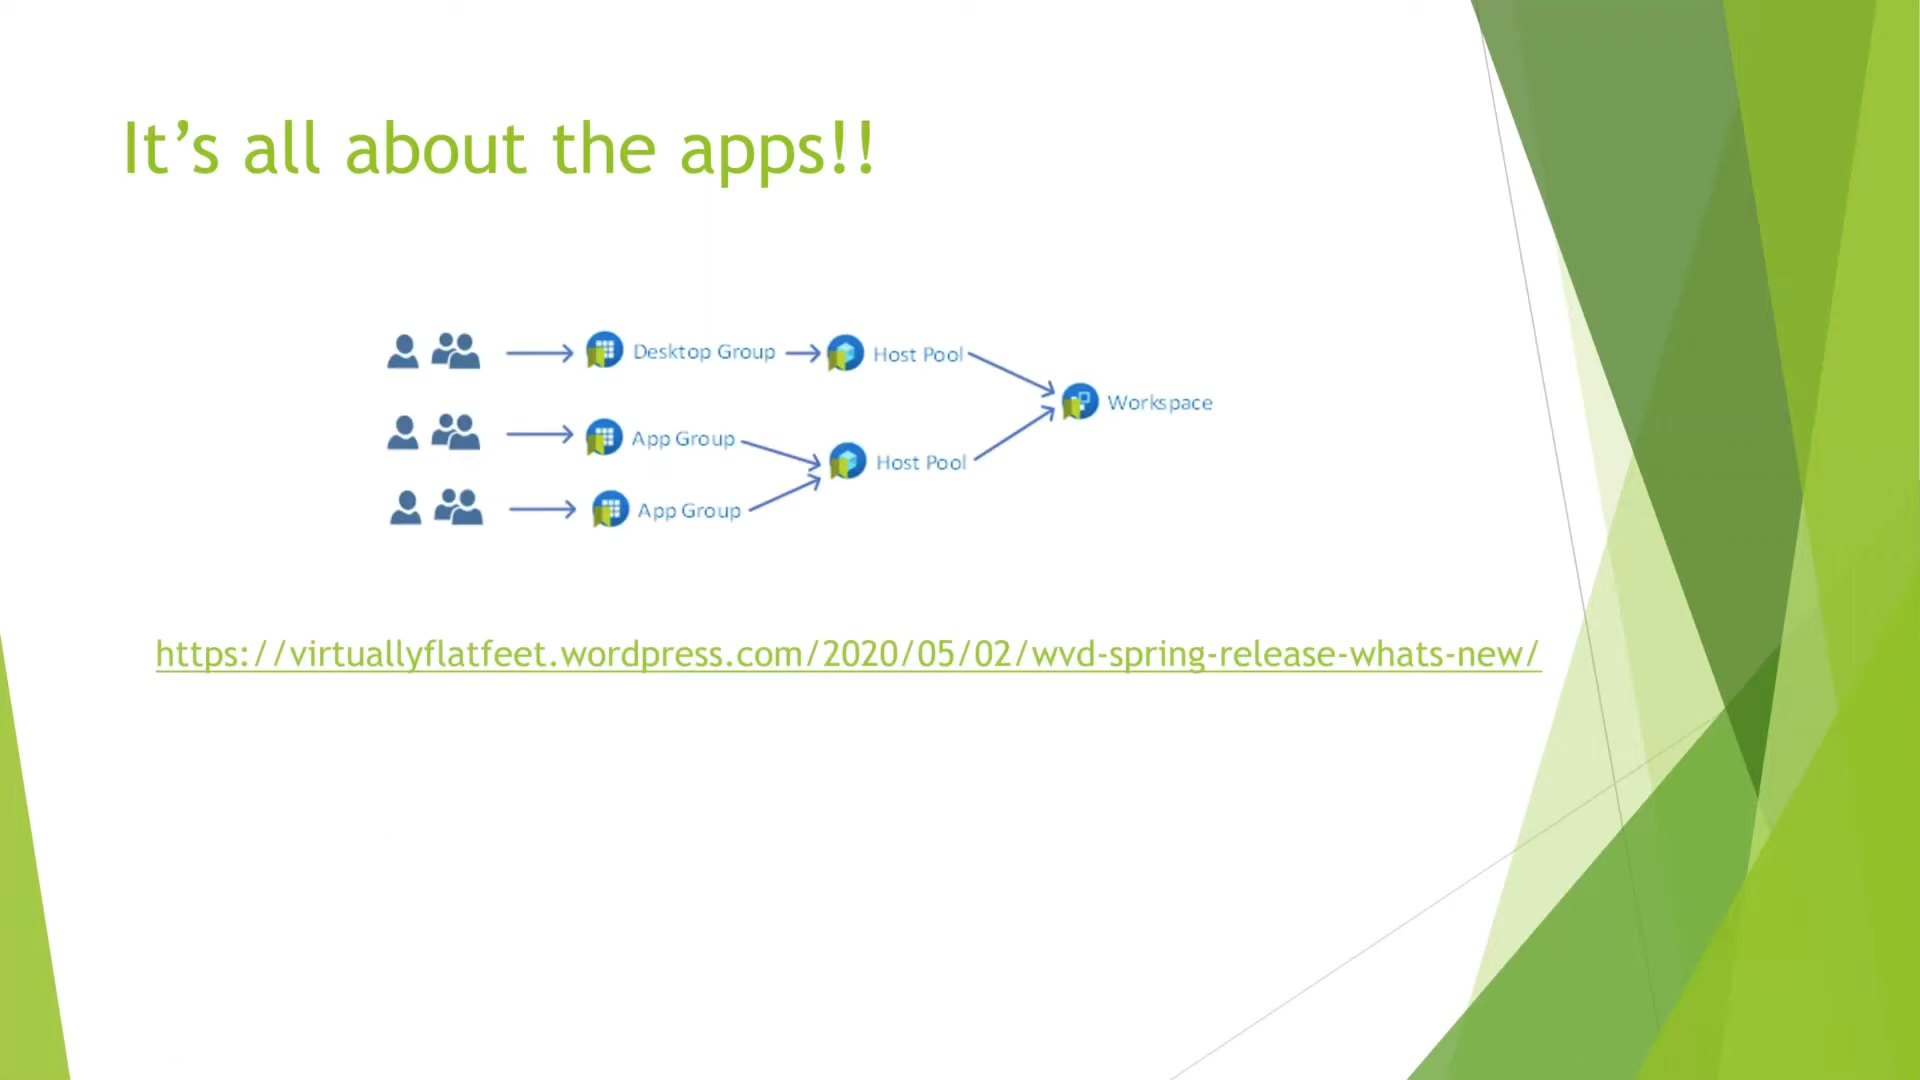 It’s all about the apps!!
Desktop Group
Host Pool
Workspace
App Group
Host Pool
App Group
https://virtuallyflatfeet.wordpress.com/2020/05/02/wvd-spring-release-whats-new/